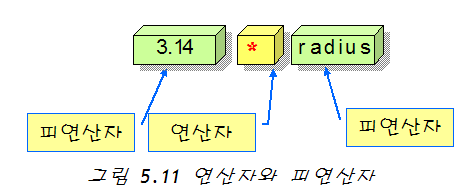 3.14 * radius
피연산자 연산자 피연산자
그림 5.11 연산자와 피연산자